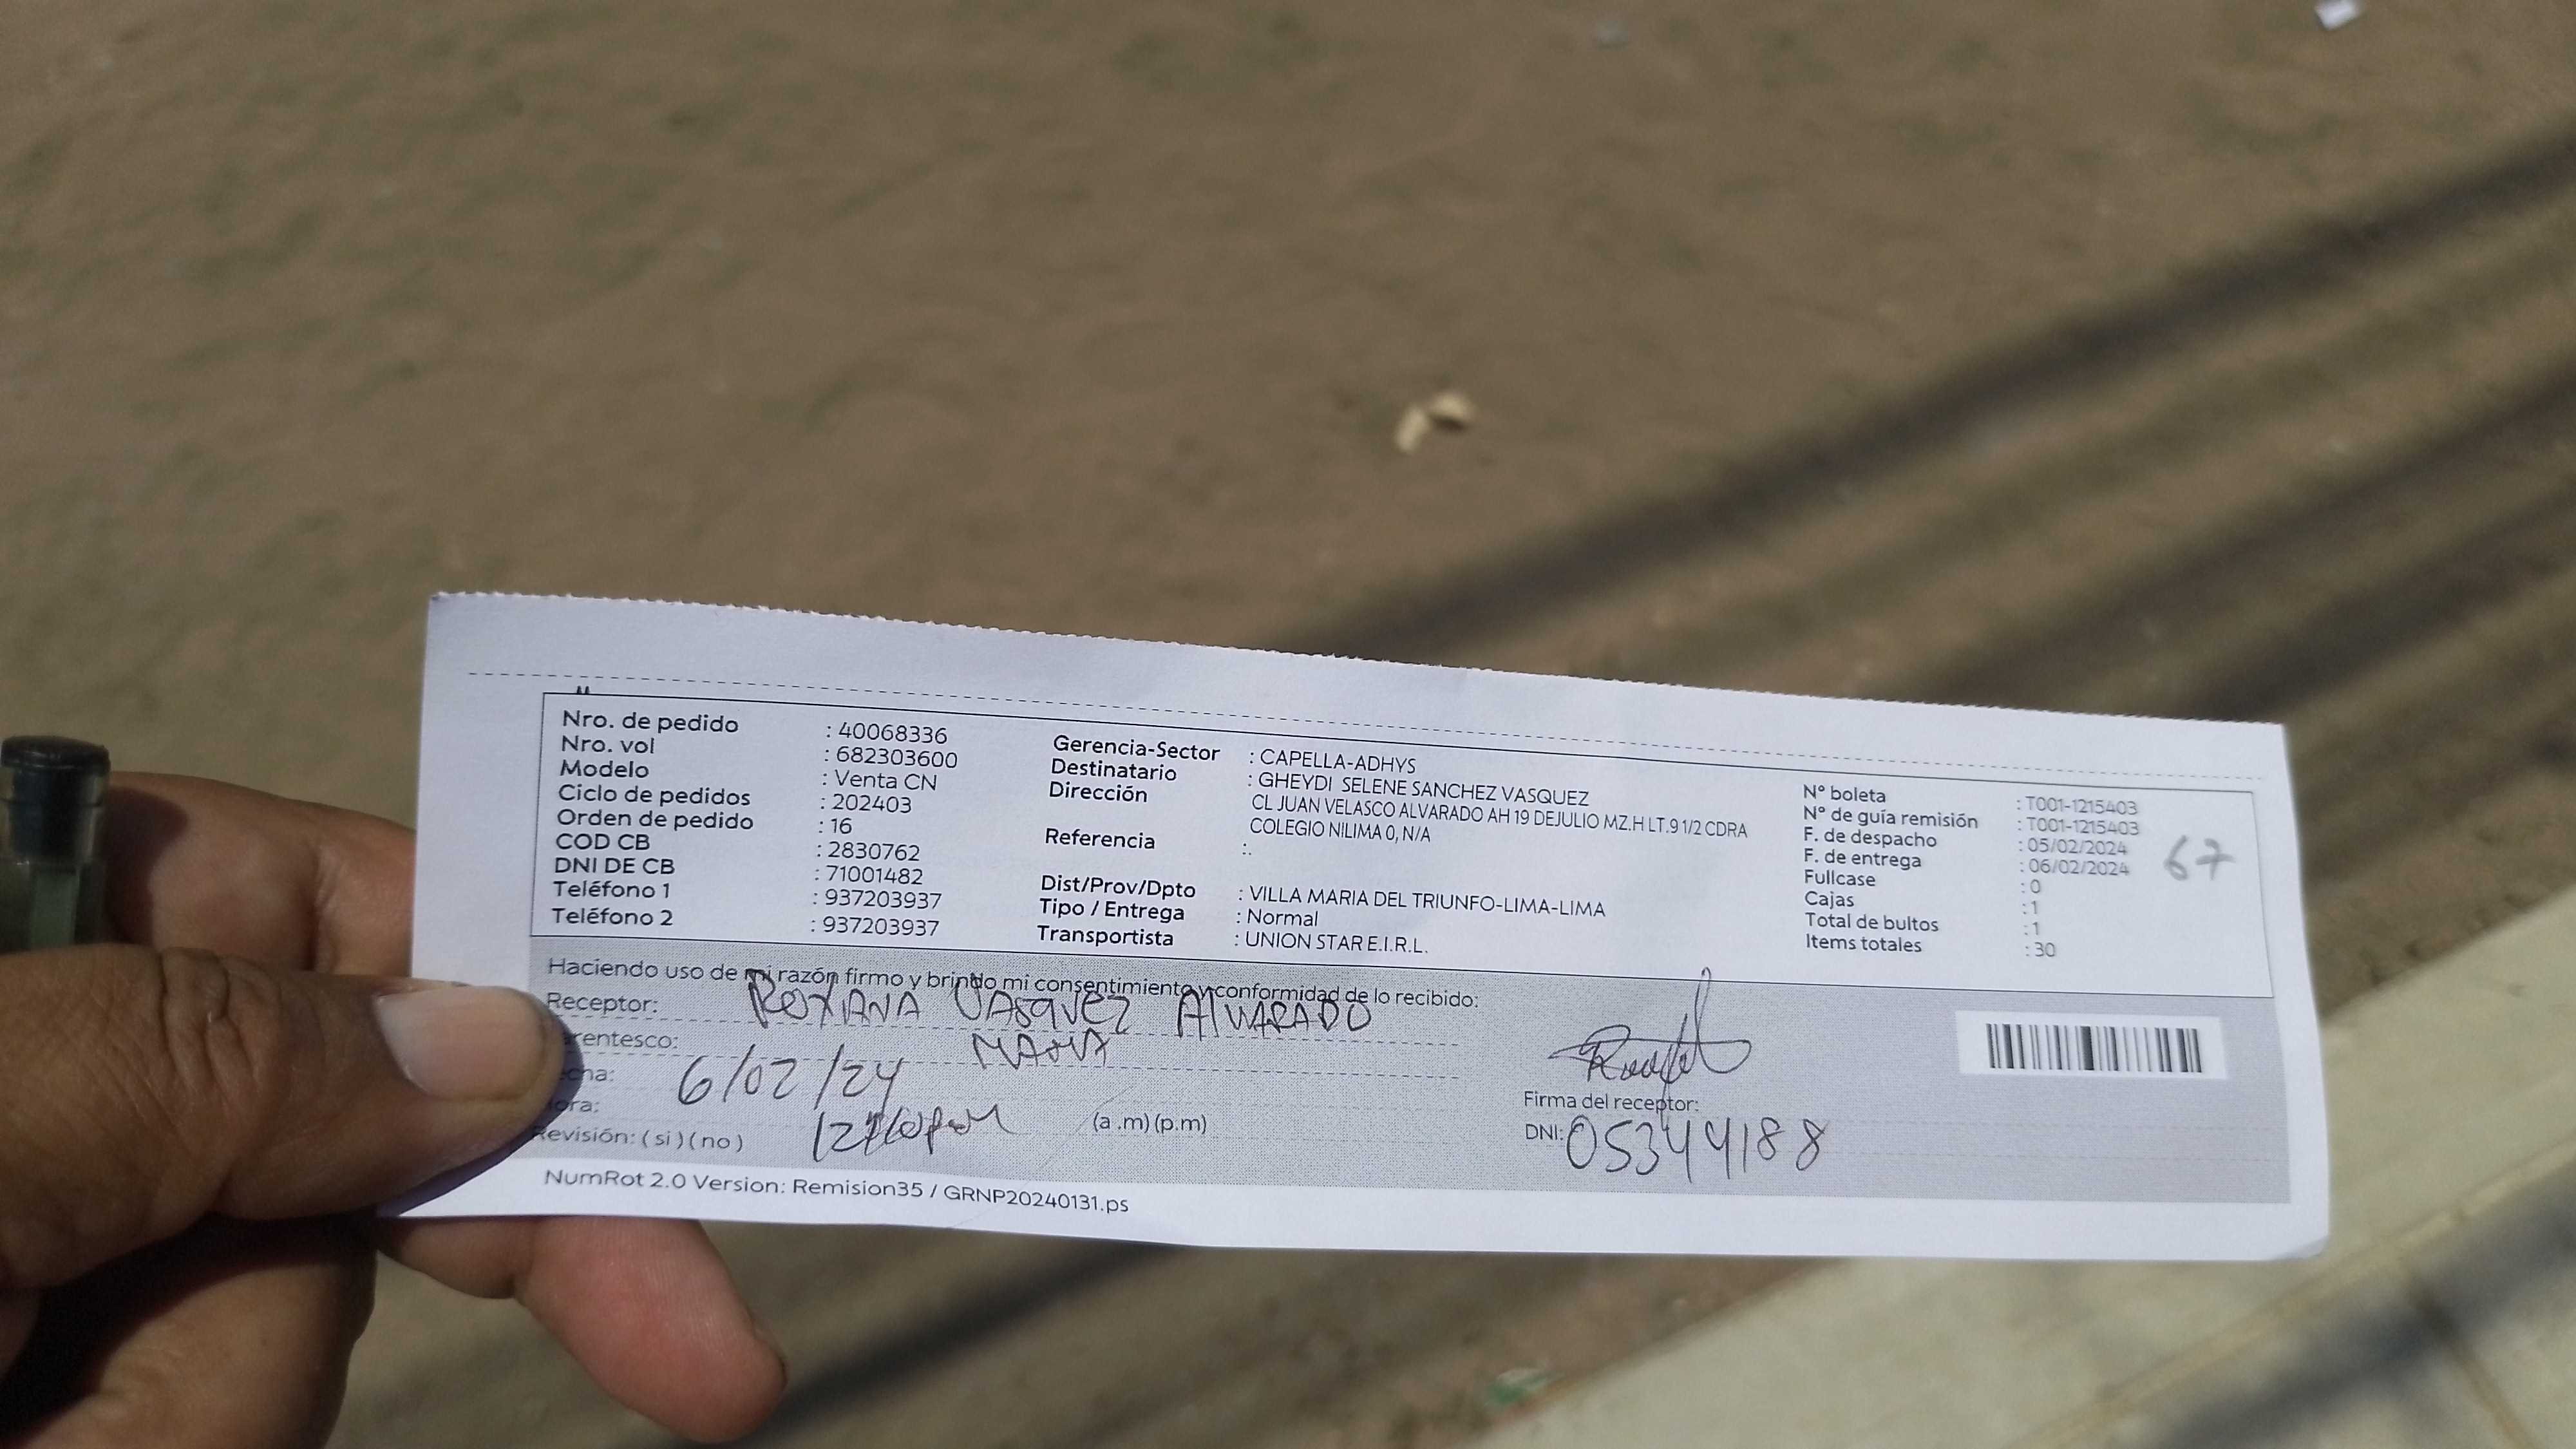 Nro. de pedido : 40068336
Nro. vol : 682303600
Modelo : Venta CN
Ciclo de pedidos : 202403
Orden de pedido : 16
COD CB : 2830762
DNI DE CB : 71001482
Teléfono 1 : 937203937
Teléfono 2 : 937203937
Gerencia-Sector : CAPELLA-ADHYS
Destinatario : GHEYDI SELENE SANCHEZ VASQUEZ
Dirección CL JUAN VELASCO ALVARADO AH 19 DEJULIO MZ.H LT.9 1/2 CDRA
COLEGIO NILIMA 0, N/A
Referencia :.
Dist/Prov/Dpto : VILLA MARIA DEL TRIUNFO-LIMA-LIMA
Tipo / Entrega : Normal
Transportista : UNION STAR E.I.R.L.
N° boleta : T001-1215403
N° de guía remisión : T001-1215403
F. de despacho : 05/02/2024
F. de entrega : 06/02/2024
Fullcase : 0
Cajas : 1
Total de bultos : 1
Items totales : 30
67
Haciendo uso de mi razón firmo y brindo mi consentimiento y conformidad de lo recibido:
Receptor: ROXANA VASQUEZ ALVARADO
rentesco: MAMA
cha: 6/02/24
ora: (a .m) (p.m)
Revisión: ( si ) ( no )
Firma del receptor:
DNI: 05344188
NumRot 2.0 Version: Remision35 / GRNP20240131.ps